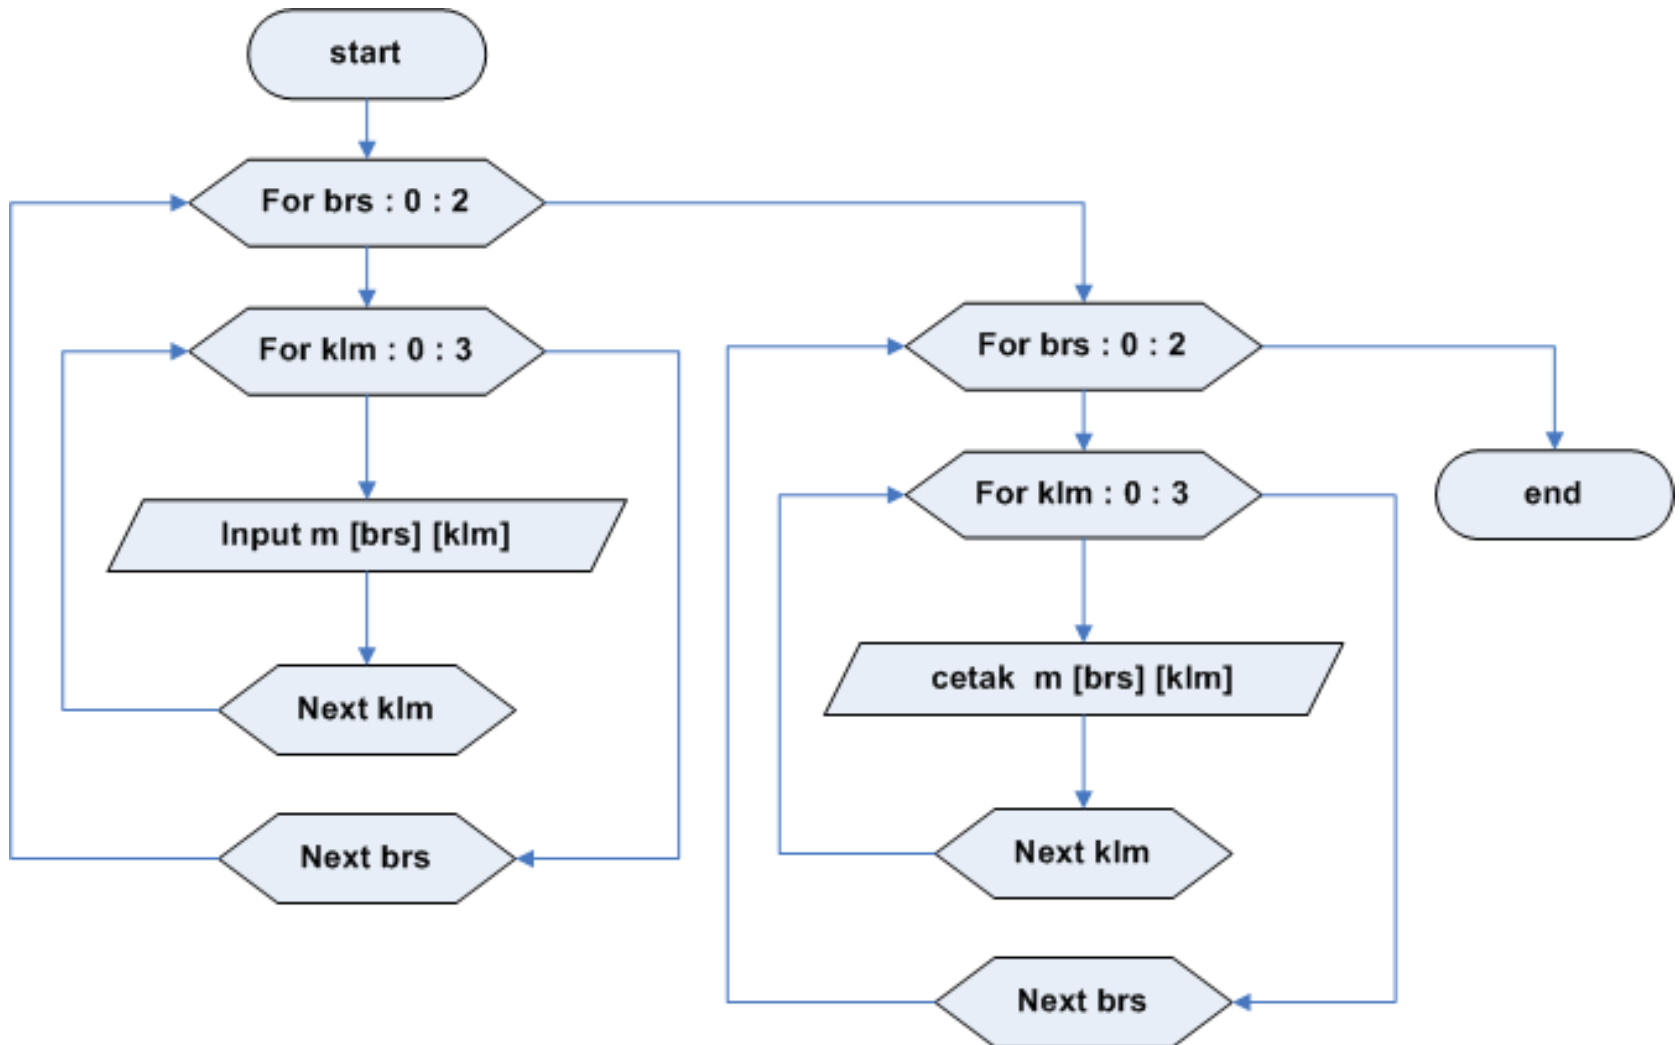 start
For brs : 0 : 2
For klm : 0 : 3
Input m [brs] [klm]
Next klm
Next brs
For brs : 0 : 2
For klm : 0 : 3
cetak  m [brs] [klm]
Next klm
Next brs
end